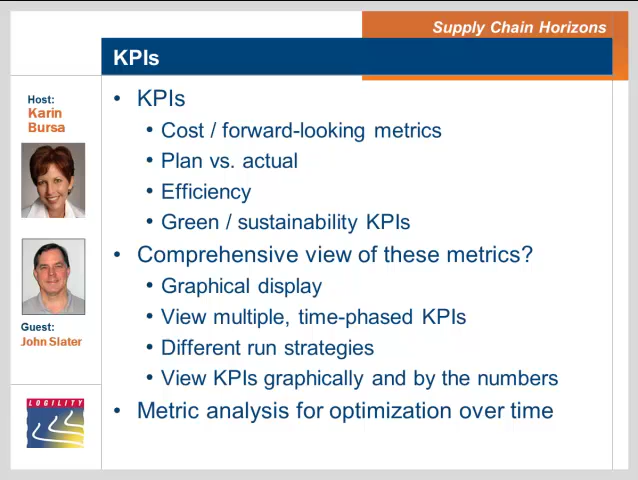 Supply Chain Horizons
KPIs
Host:
Karin
Bursa
Guest:
John Slater
LOGILITY
• KPIs
• Cost / forward-looking metrics
• Plan vs. actual
• Efficiency
• Green / sustainability KPIs
• Comprehensive view of these metrics?
• Graphical display
• View multiple, time-phased KPIs
• Different run strategies
• View KPIs graphically and by the numbers
• Metric analysis for optimization over time